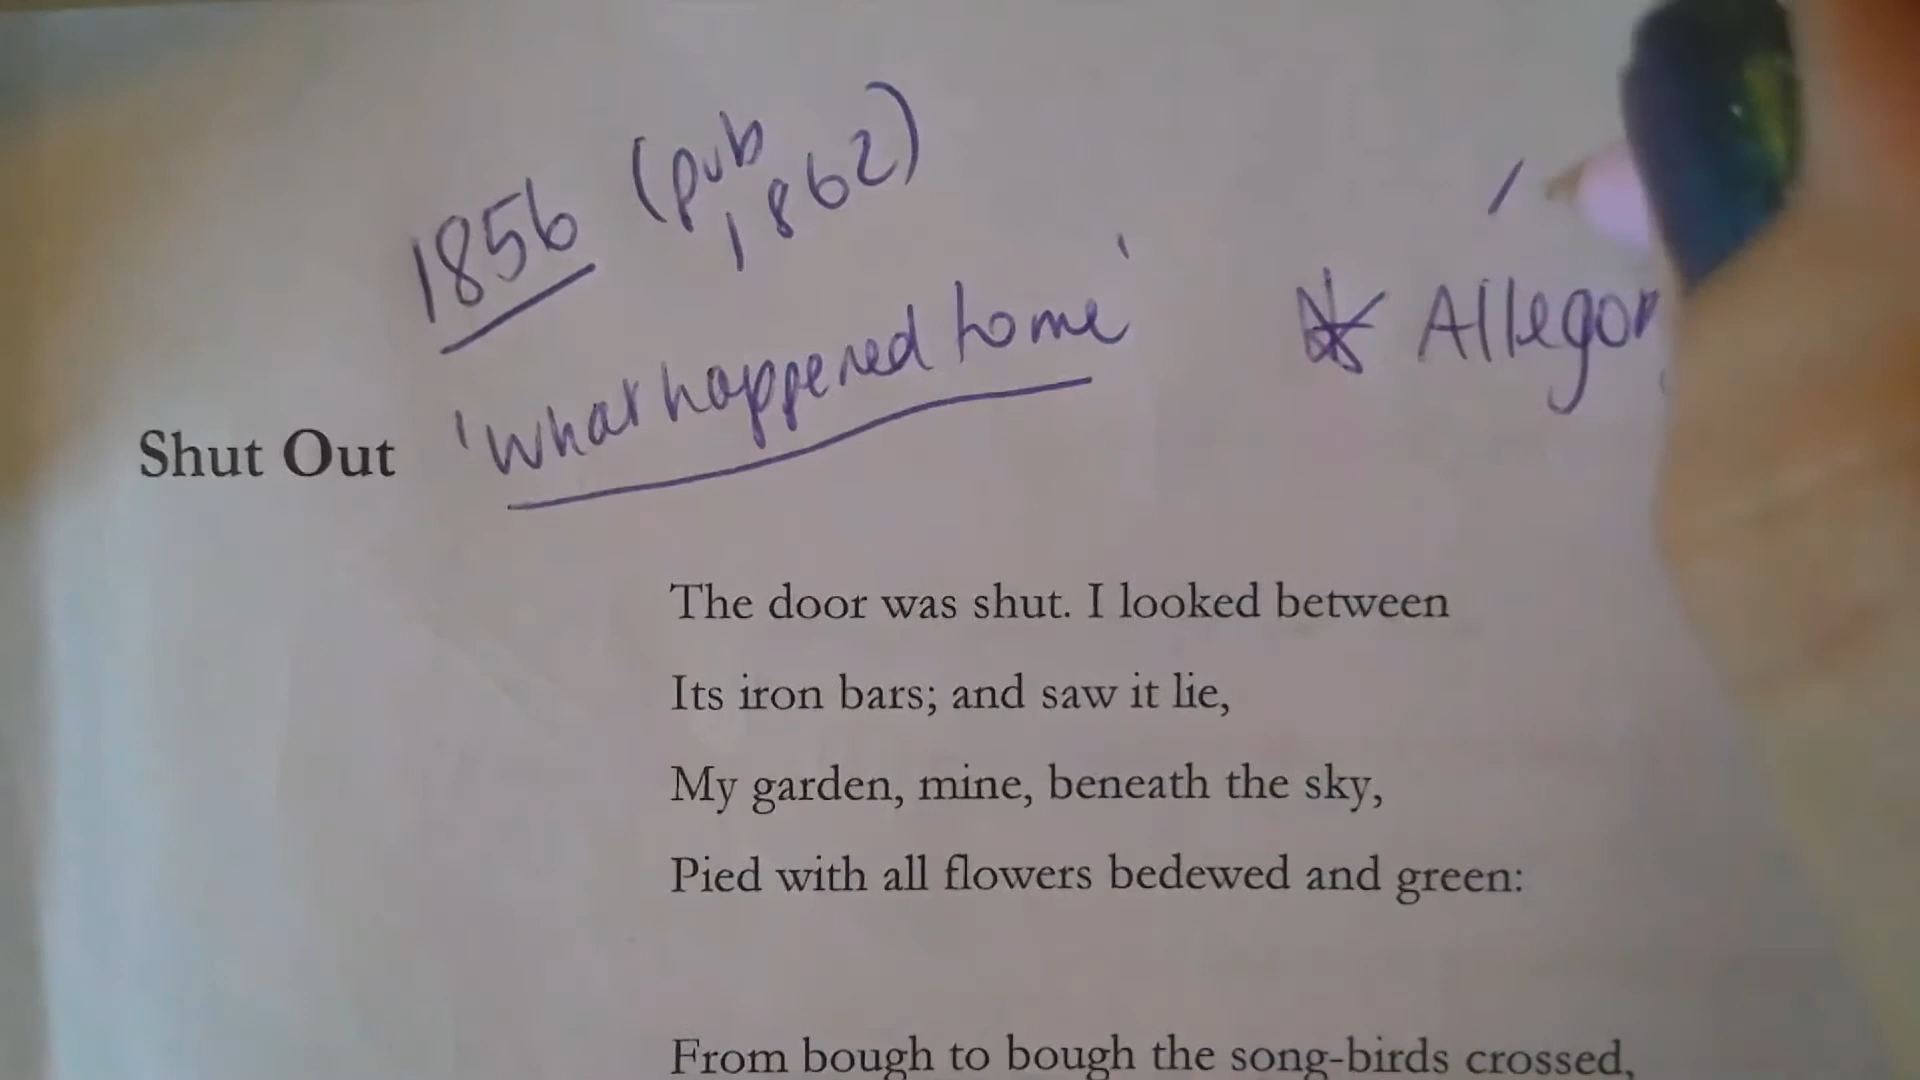 1856 (pub 1862)
'What happened to me'
* Allegor
Shut Out
The door was shut. I looked between
Its iron bars; and saw it lie,
My garden, mine, beneath the sky,
Pied with all flowers bedewed and green:
From bough to bough the song-birds crossed,